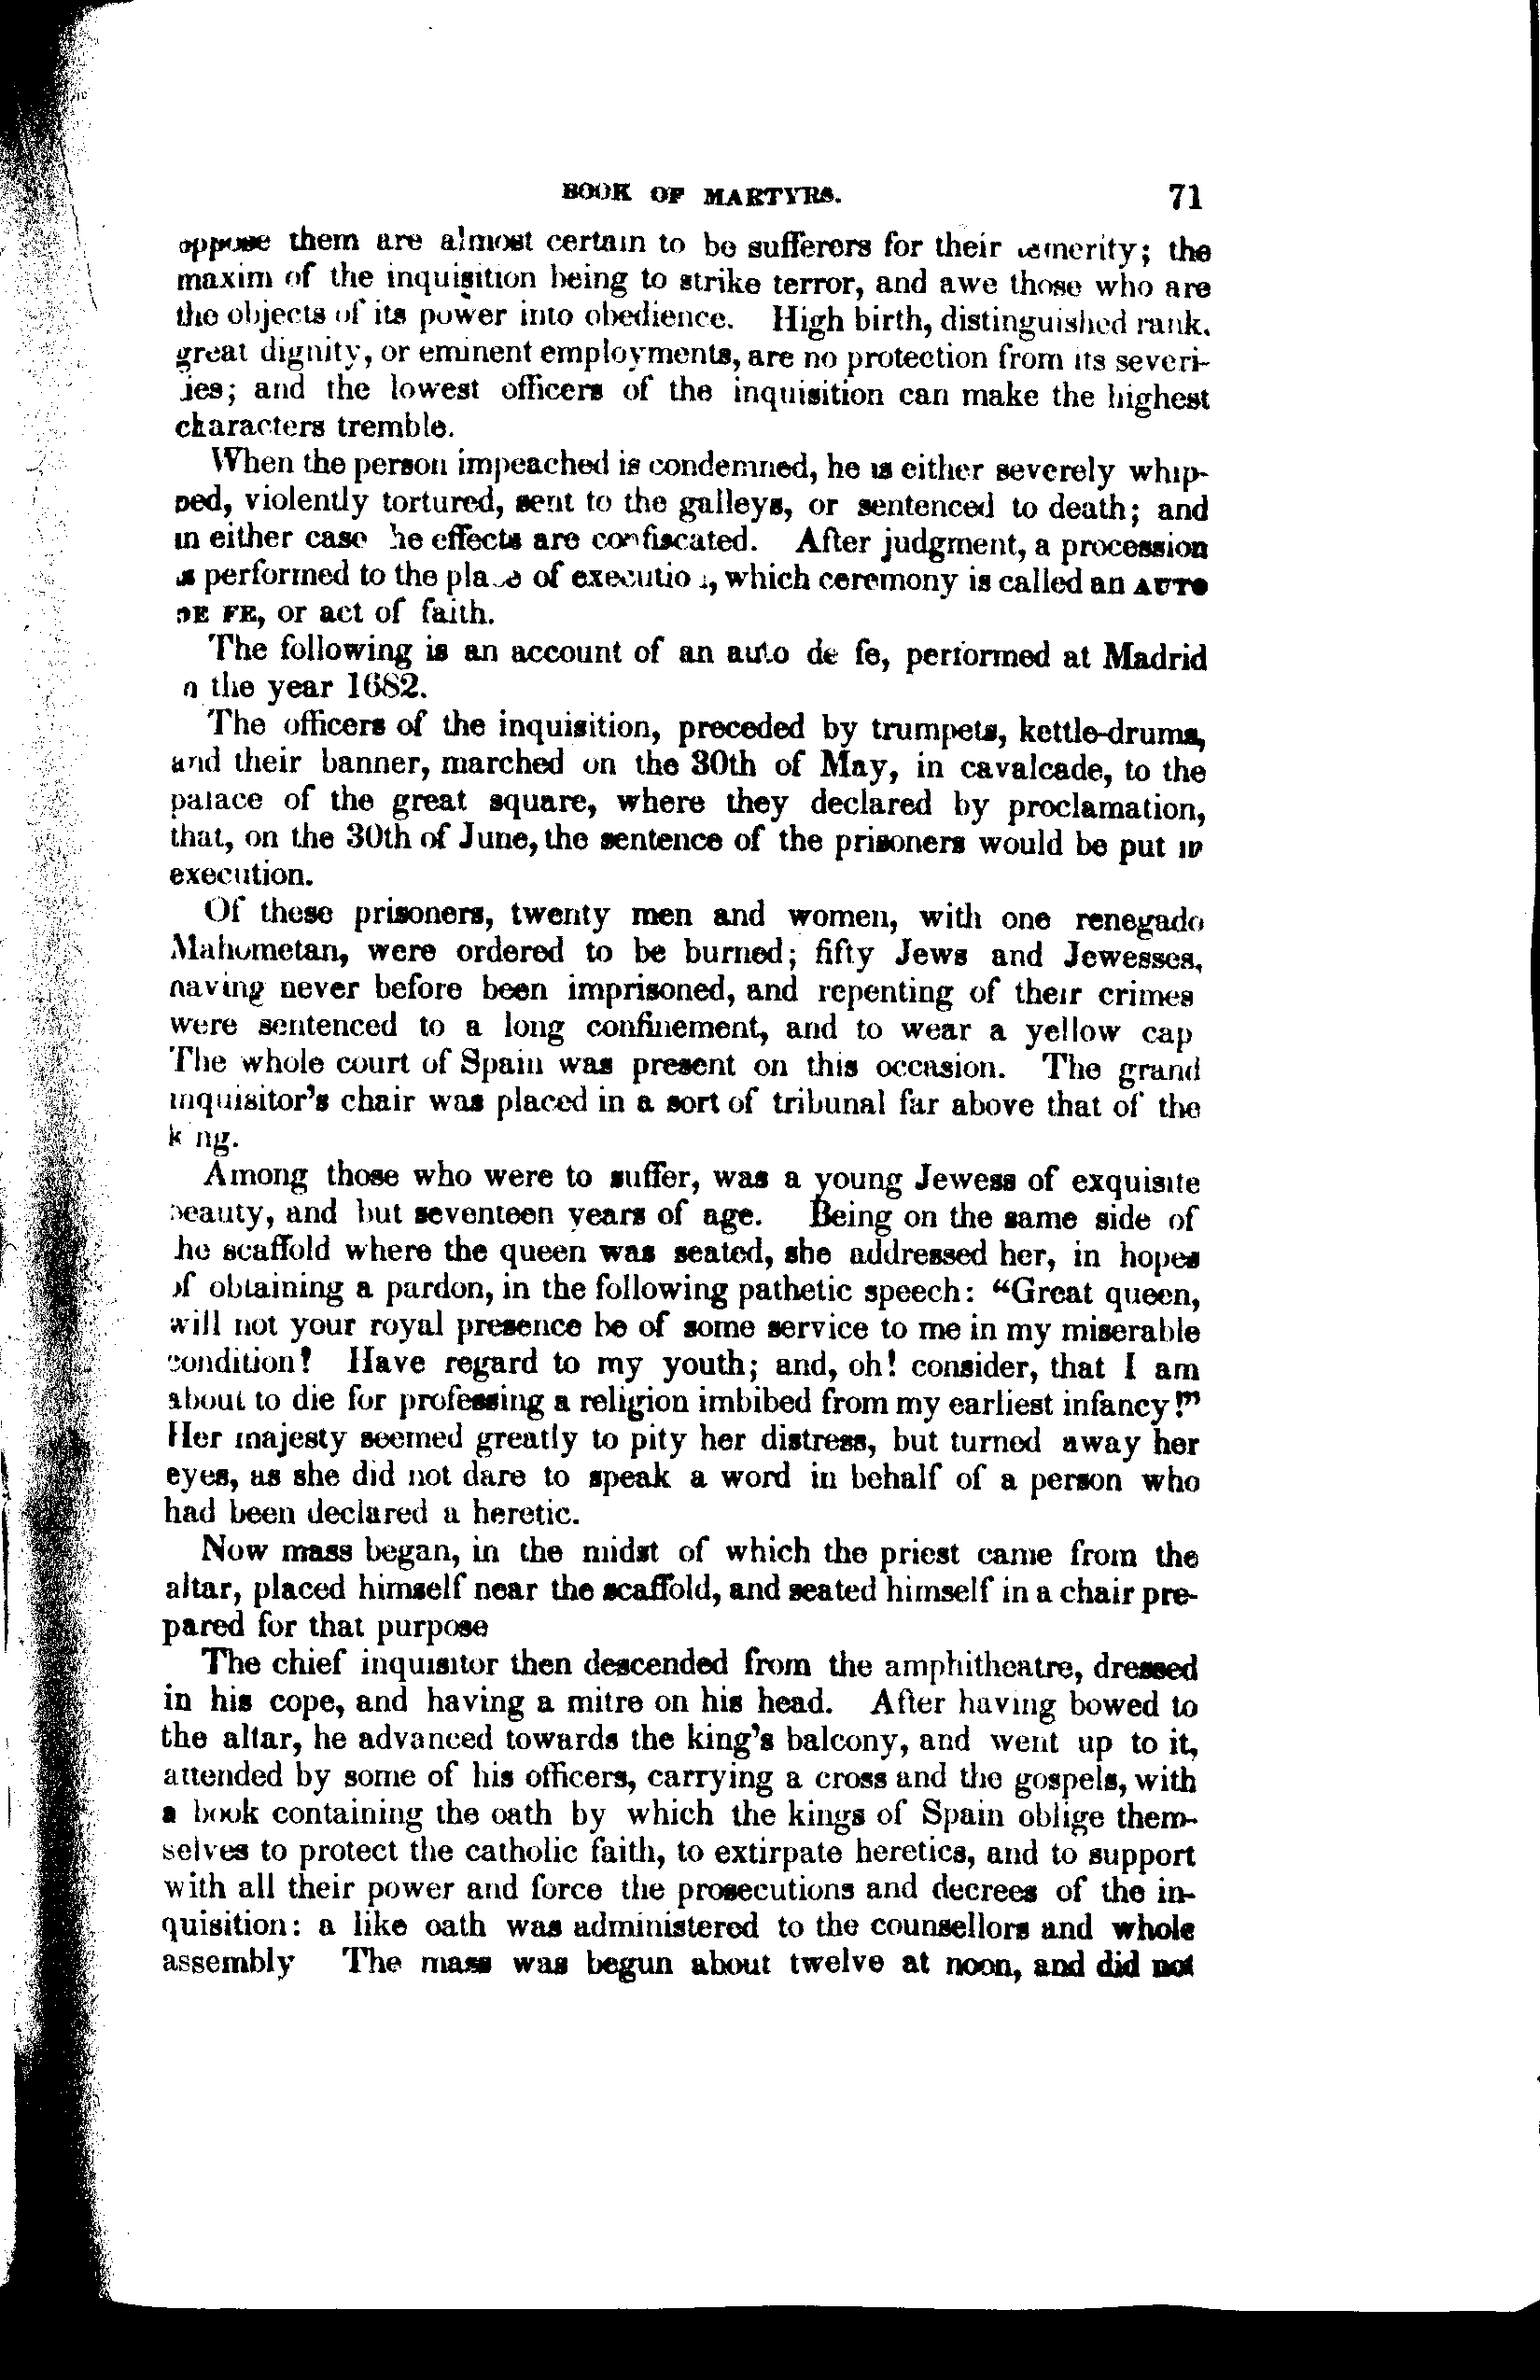 BOOK OF MARTYRS. 71
oppose them are almost certain to be sufferers for their temerity; the
maxim of the inquisition being to strike terror, and awe those who are
the objects of its power into obedience. High birth, distinguished rank,
great dignity, or eminent employments, are no protection from its severi-
ies; and the lowest officers of the inquisition can make the highest
characters tremble.
When the person impeached is condemned, he is either severely whip-
ped, violently tortured, sent to the galleys, or sentenced to death; and
in either case he effects are confiscated. After judgment, a procession
is performed to the place of execution, which ceremony is called an AUTO
DE FE, or act of faith.
The following is an account of an auto de fe, performed at Madrid
n the year 1682.
The officers of the inquisition, preceded by trumpets, kettle-drums,
and their banner, marched on the 30th of May, in cavalcade, to the
palace of the great square, where they declared by proclamation,
that, on the 30th of June, the sentence of the prisoners would be put in
execution.
Of these prisoners, twenty men and women, with one renegado
Mahometan, were ordered to be burned; fifty Jews and Jewesses,
having never before been imprisoned, and repenting of their crimes
were sentenced to a long confinement, and to wear a yellow cap
The whole court of Spain was present on this occasion. The grand
inquisitor's chair was placed in a sort of tribunal far above that of the
k ng.
Among those who were to suffer, was a young Jewess of exquisite
beauty, and but seventeen years of age. Being on the same side of
he scaffold where the queen was seated, she addressed her, in hopes
of obtaining a pardon, in the following pathetic speech: "Great queen,
will not your royal presence be of some service to me in my miserable
condition! Have regard to my youth; and, oh! consider, that I am
about to die for professing a religion imbibed from my earliest infancy!"
Her majesty seemed greatly to pity her distress, but turned away her
eyes, as she did not dare to speak a word in behalf of a person who
had been declared a heretic.
Now mass began, in the midst of which the priest came from the
altar, placed himself near the scaffold, and seated himself in a chair pre-
pared for that purpose
The chief inquisitor then descended from the amphitheatre, dressed
in his cope, and having a mitre on his head. After having bowed to
the altar, he advanced towards the king's balcony, and went up to it,
attended by some of his officers, carrying a cross and the gospels, with
a book containing the oath by which the kings of Spain oblige them-
selves to protect the catholic faith, to extirpate heretics, and to support
with all their power and force the prosecutions and decrees of the in-
quisition: a like oath was administered to the counsellors and whole
assembly The mass was begun about twelve at noon, and did not